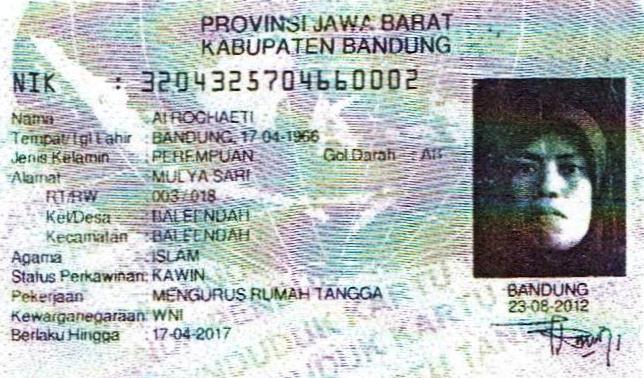 PROVINSI JAWA BARAT
KABUPATEN BANDUNG
NIK : 3204325704660002
Nama : AI ROCHAETI
Tempat/Tgl Lahir : BANDUNG, 17-04-1966
Jenis Kelamin : PEREMPUAN Gol.Darah : AB
Alamat : MULYA SARI
RT/RW : 003 / 018
Kel/Desa : BALEENDAH
Kecamatan : BALEENDAH
Agama : ISLAM
Status Perkawinan: KAWIN
Pekerjaan : MENGURUS RUMAH TANGGA
Kewarganegaraan: WNI
Berlaku Hingga : 17-04-2017
BANDUNG
23-08-2012